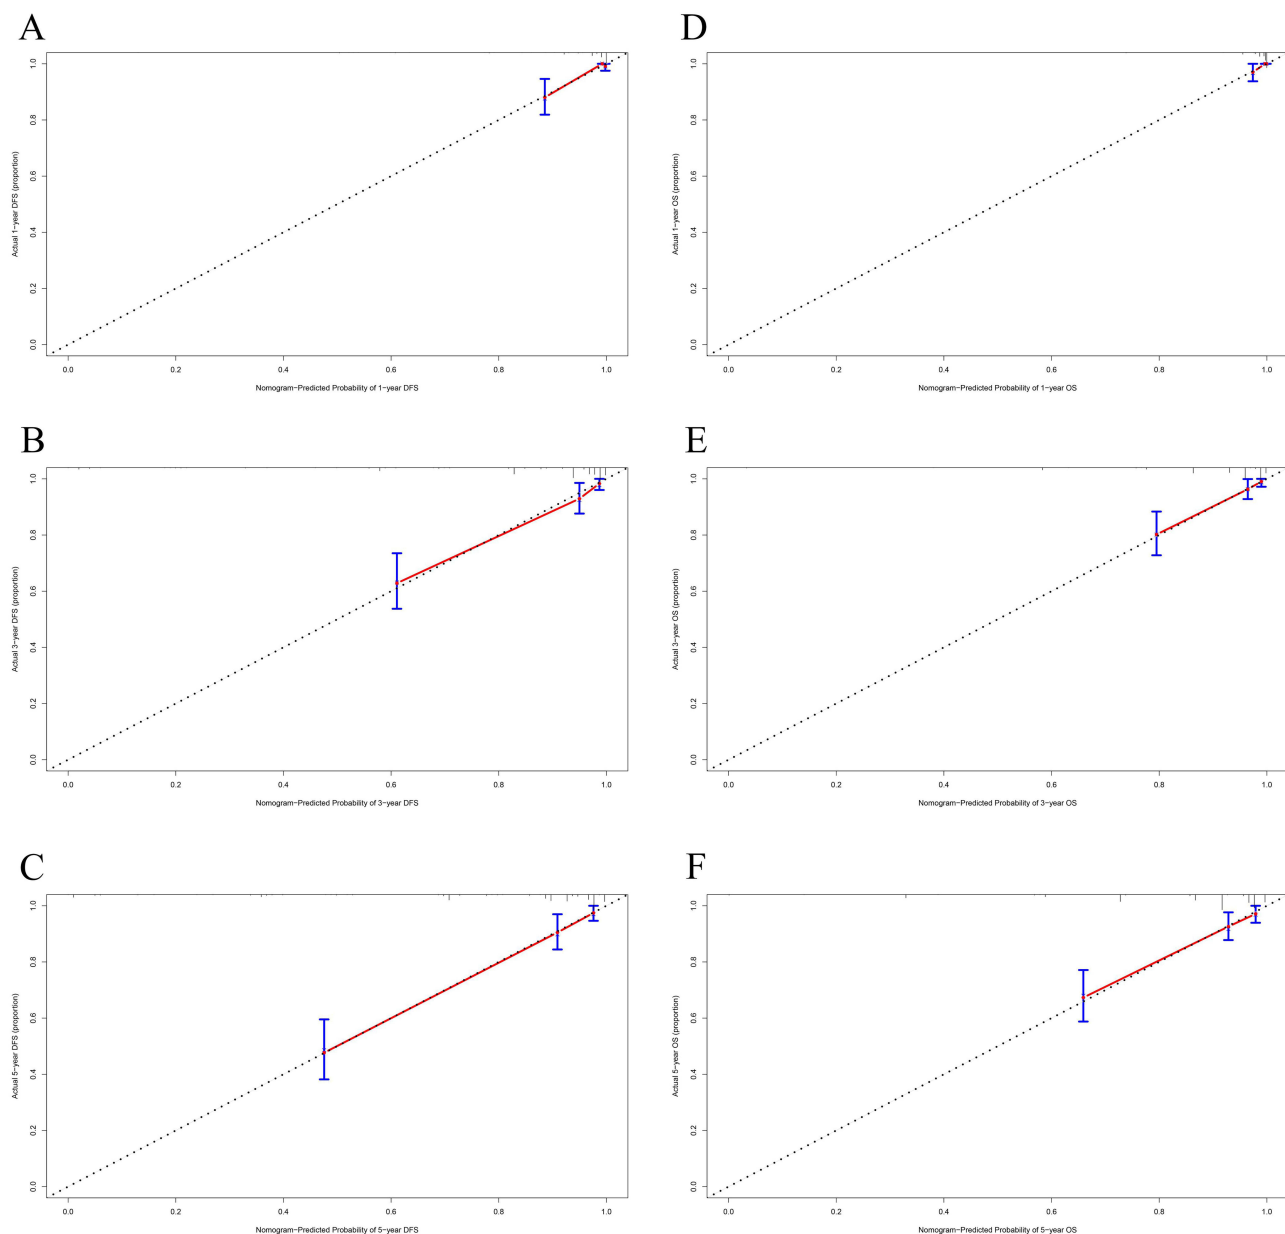 A
1.0
0.8
0.6
0.4
0.2
0.0
Actual 1-year DFS (proportion)
0.0 0.2 0.4 0.6 0.8 1.0
Nomogram-Predicted Probability of 1-year DFS
D
1.0
0.8
0.6
0.4
0.2
0.0
Actual 1-year OS (proportion)
0.0 0.2 0.4 0.6 0.8 1.0
Nomogram-Predicted Probability of 1-year OS
B
1.0
0.8
0.6
0.4
0.2
0.0
Actual 3-year DFS (proportion)
0.0 0.2 0.4 0.6 0.8 1.0
Nomogram-Predicted Probability of 3-year DFS
E
1.0
0.8
0.6
0.4
0.2
0.0
Actual 3-year OS (proportion)
0.0 0.2 0.4 0.6 0.8 1.0
Nomogram-Predicted Probability of 3-year OS
C
1.0
0.8
0.6
0.4
0.2
0.0
Actual 5-year DFS (proportion)
0.0 0.2 0.4 0.6 0.8 1.0
Nomogram-Predicted Probability of 5-year DFS
F
1.0
0.8
0.6
0.4
0.2
0.0
Actual 5-year OS (proportion)
0.0 0.2 0.4 0.6 0.8 1.0
Nomogram-Predicted Probability of 5-year OS